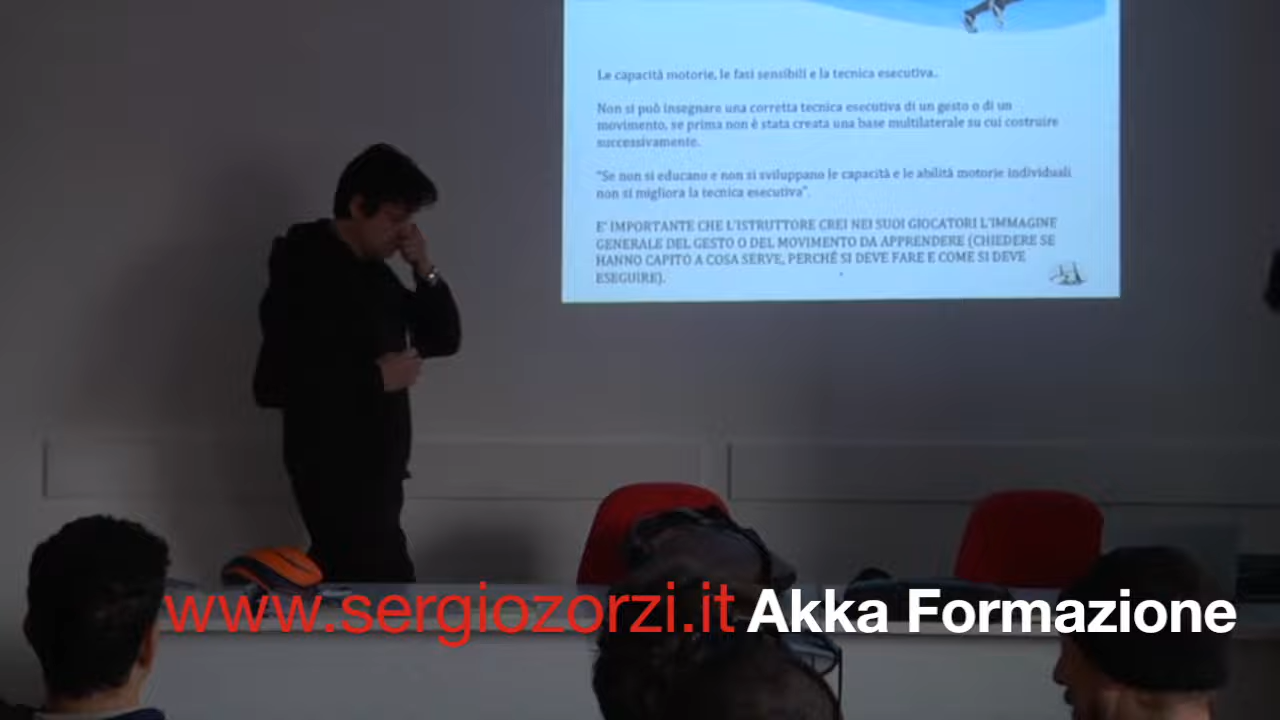 Le capacità motorie, le fasi sensibili e la tecnica esecutiva..
Non si può insegnare una corretta tecnica esecutiva di un gesto o di un
movimento, se prima non è stata creata una base multilaterale su cui costruire
successivamente.
"Se non si educano e non si sviluppano le capacità e le abilità motorie individuali
non si migliora la tecnica esecutiva".
E' IMPORTANTE CHE L'ISTRUTTORE CREI NEI SUOI GIOCATORI L'IMMAGINE
GENERALE DEL GESTO O DEL MOVIMENTO DA APPRENDERE (CHIEDERE SE
HANNO CAPITO A COSA SERVE, PERCHÉ SI DEVE FARE E COME SI DEVE
ESEGUIRE).
www.sergiozorzi.it Akka Formazione